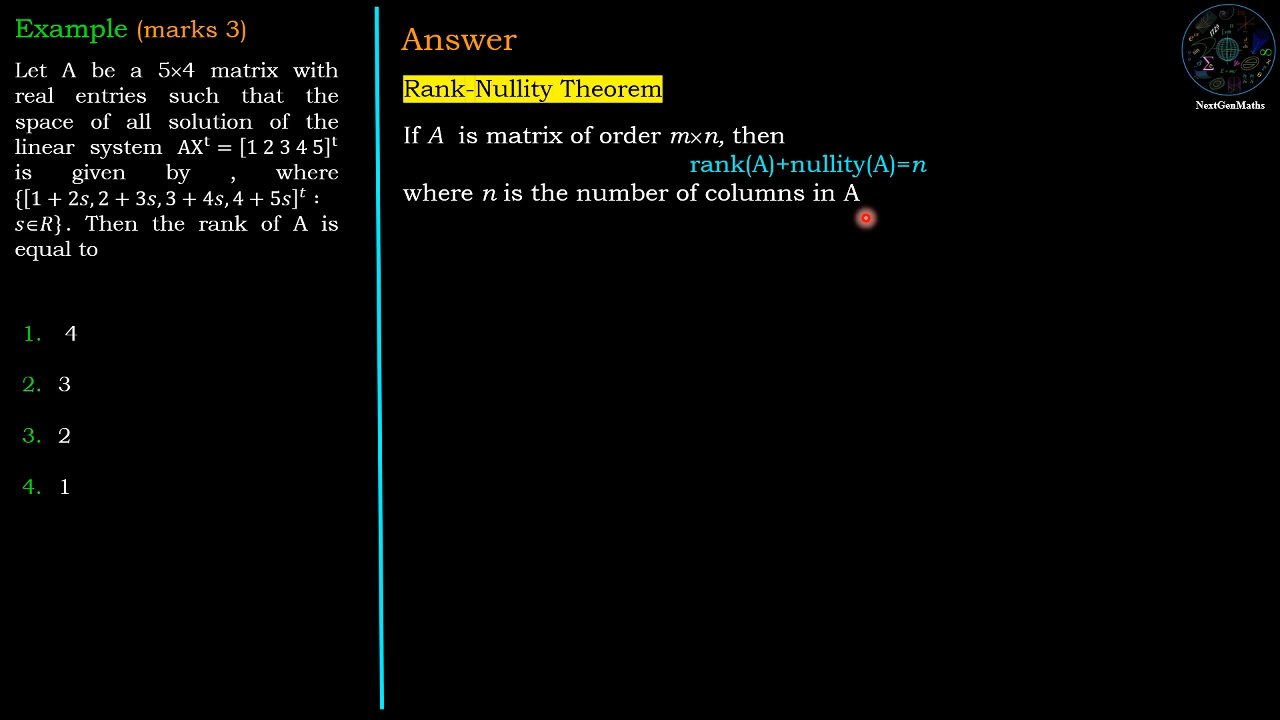 Example (marks 3)
Let A be a 5×4 matrix with
real entries such that the
space of all solution of the
linear system AXᵗ = [1 2 3 4 5]ᵗ
is given by , where
{[1 + 2s, 2 + 3s, 3 + 4s, 4 + 5s]ᵗ :
s∈R}. Then the rank of A is
equal to
1. 4
2. 3
3. 2
4. 1
Answer
Rank-Nullity Theorem
If A is matrix of order m×n, then
rank(A)+nullity(A)=n
where n is the number of columns in A
NextGenMaths